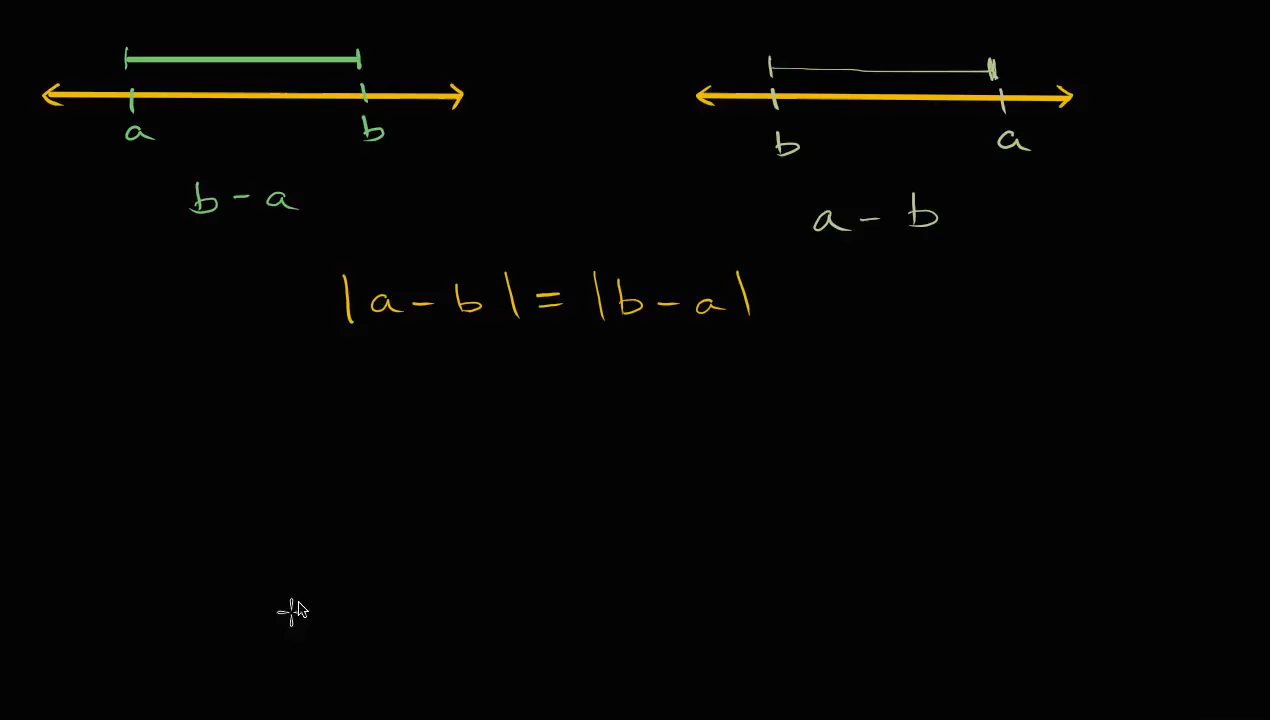 a b
b a
b - a
a - b
|a - b| = |b - a|